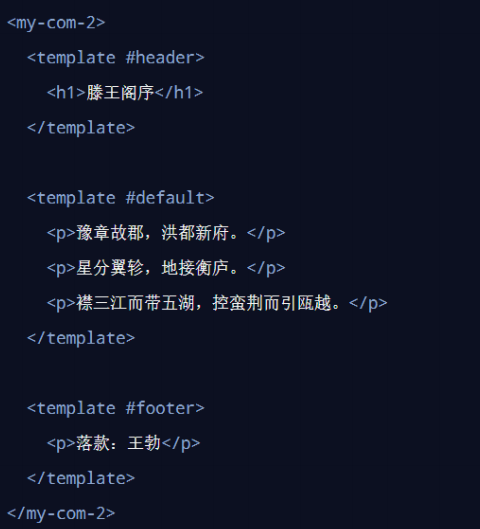 <my-com-2>
<template #header>
<h1>滕王阁序</h1>
</template>
<template #default>
<p>豫章故郡，洪都新府。</p>
<p>星分翼轸，地接衡庐。</p>
<p>襟三江而带五湖，控蛮荆而引瓯越。</p>
</template>
<template #footer>
<p>落款：王勃</p>
</template>
</my-com-2>